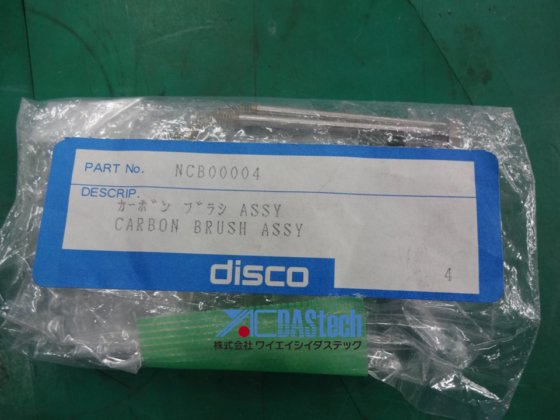 PART No. NCB00004
DESCRIP.
ｶｰﾎﾞﾝ ﾌﾞﾗｼ ASSY
CARBON BRUSH ASSY
disco
4
YAC DAStech
株式会社 ワイエイシイダステック